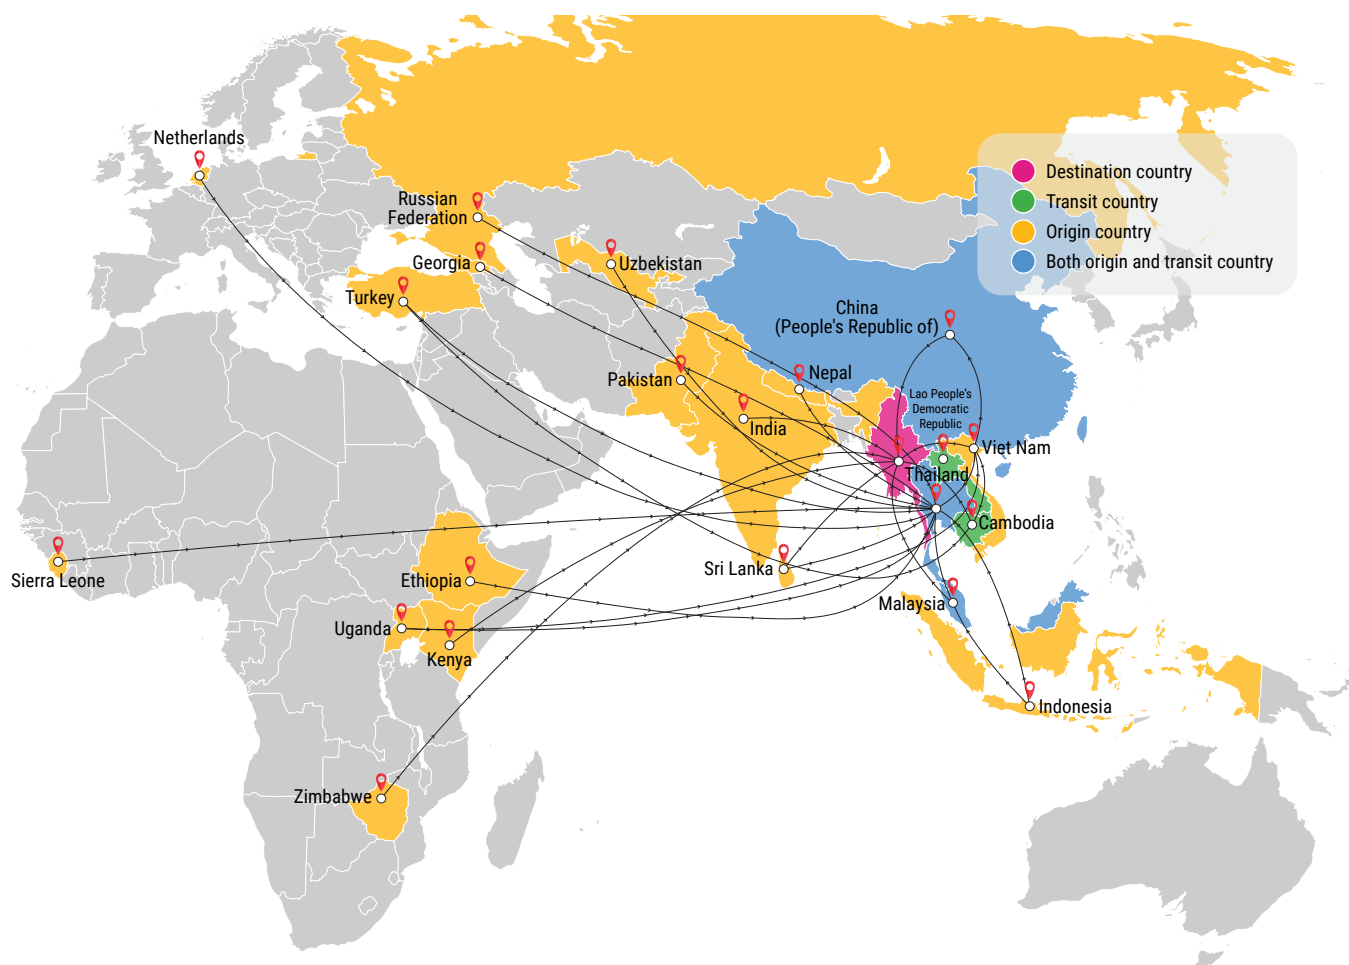 Netherlands
Destination country
Transit country
Origin country
Both origin and transit country
Russian
Federation
Georgia
Uzbekistan
Turkey
China
(People's Republic of)
Pakistan
Nepal
India
Lao People's
Democratic
Republic
Viet Nam
Thailand
Cambodia
Sierra Leone
Ethiopia
Sri Lanka
Malaysia
Uganda
Kenya
Indonesia
Zimbabwe